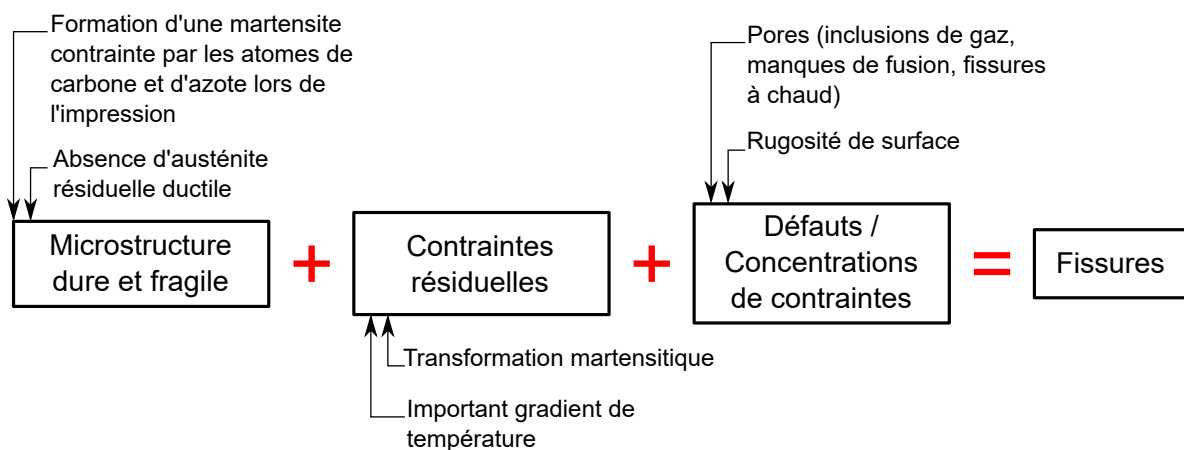 Formation d'une martensite
contrainte par les atomes de
carbone et d'azote lors de
l'impression
Absence d'austénite
résiduelle ductile
Microstructure
dure et fragile
+
Contraintes
résiduelles
Transformation martensitique
Important gradient de
température
+
Pores (inclusions de gaz,
manques de fusion, fissures
à chaud)
Rugosité de surface
Défauts /
Concentrations
de contraintes
=
Fissures